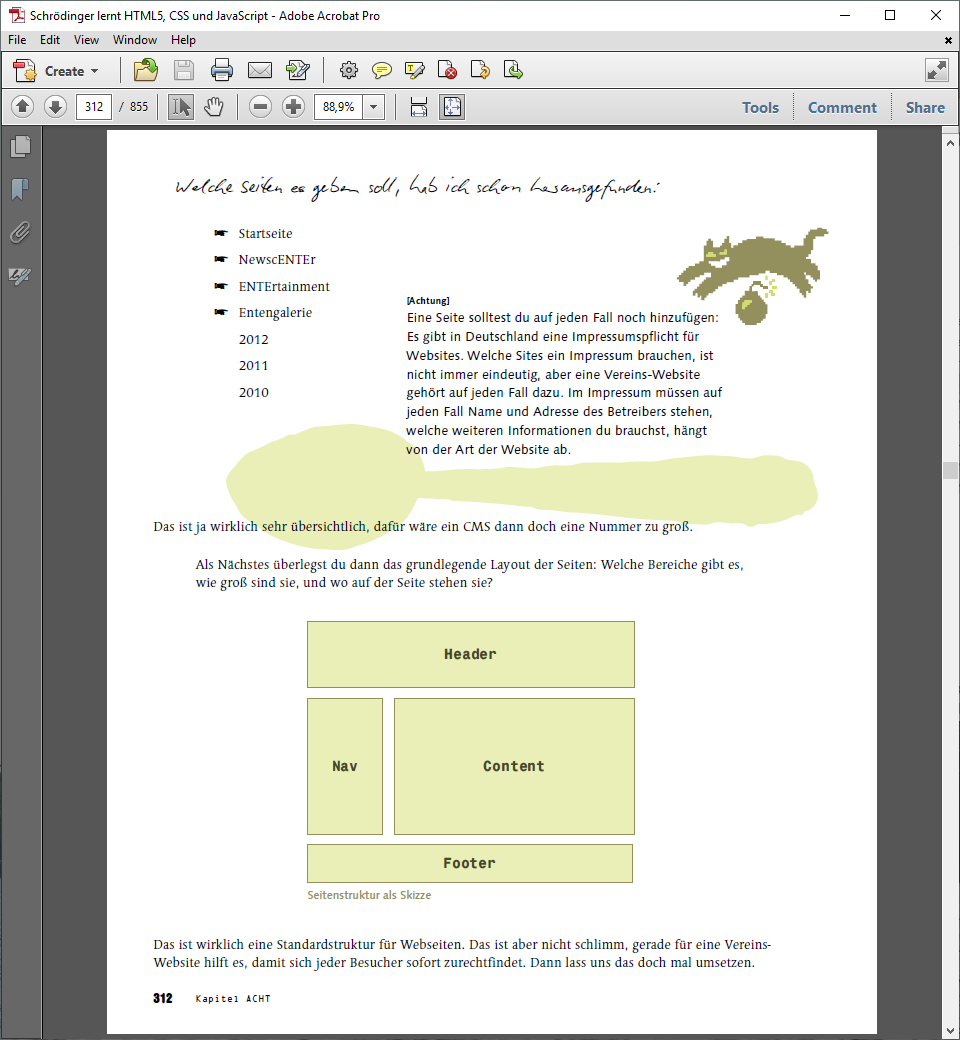 Schrödinger lernt HTML5, CSS und JavaScript - Adobe Acrobat Pro
File Edit View Window Help
Create
312 / 855 88,9% Tools Comment Share
Welche Seiten es geben soll, hab ich schon herausgefunden:
Startseite
NewscENTEr
ENTErtainment
Entengalerie
2012
2011
2010
[Achtung]
Eine Seite solltest du auf jeden Fall noch hinzufügen:
Es gibt in Deutschland eine Impressumspflicht für
Websites. Welche Sites ein Impressum brauchen, ist
nicht immer eindeutig, aber eine Vereins-Website
gehört auf jeden Fall dazu. Im Impressum müssen auf
jeden Fall Name und Adresse des Betreibers stehen,
welche weiteren Informationen du brauchst, hängt
von der Art der Website ab.
Das ist ja wirklich sehr übersichtlich, dafür wäre ein CMS dann doch eine Nummer zu groß.
Als Nächstes überlegst du dann das grundlegende Layout der Seiten: Welche Bereiche gibt es,
wie groß sind sie, und wo auf der Seite stehen sie?
Header
Nav
Content
Footer
Seitenstruktur als Skizze
Das ist wirklich eine Standardstruktur für Webseiten. Das ist aber nicht schlimm, gerade für eine Vereins-
Website hilft es, damit sich jeder Besucher sofort zurechtfindet. Dann lass uns das doch mal umsetzen.
312 Kapitel ACHT